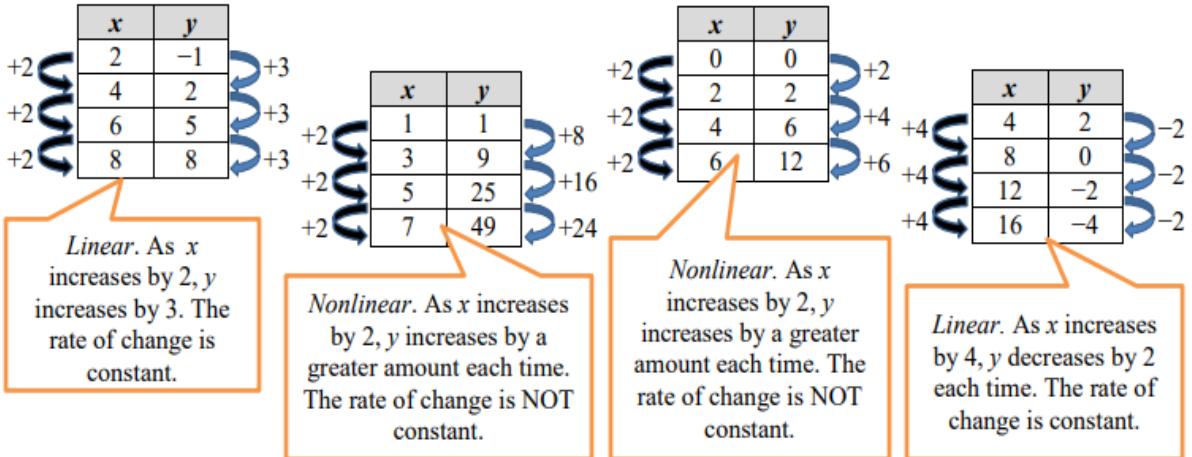 x y
2 −1
4 2
6 5
8 8
+2 +3
+2 +3
+2 +3
Linear. As x
increases by 2, y
increases by 3. The
rate of change is
constant.
x y
1 1
3 9
5 25
7 49
+2 +8
+2 +16
+2 +24
Nonlinear. As x increases
by 2, y increases by a
greater amount each time.
The rate of change is NOT
constant.
x y
0 0
2 2
4 6
6 12
+2 +2
+2 +4
+2 +6
Nonlinear. As x
increases by 2, y
increases by a greater
amount each time. The
rate of change is NOT
constant.
x y
4 2
8 0
12 −2
16 −4
+4 −2
+4 −2
+4 −2
Linear. As x increases
by 4, y decreases by 2
each time. The rate of
change is constant.